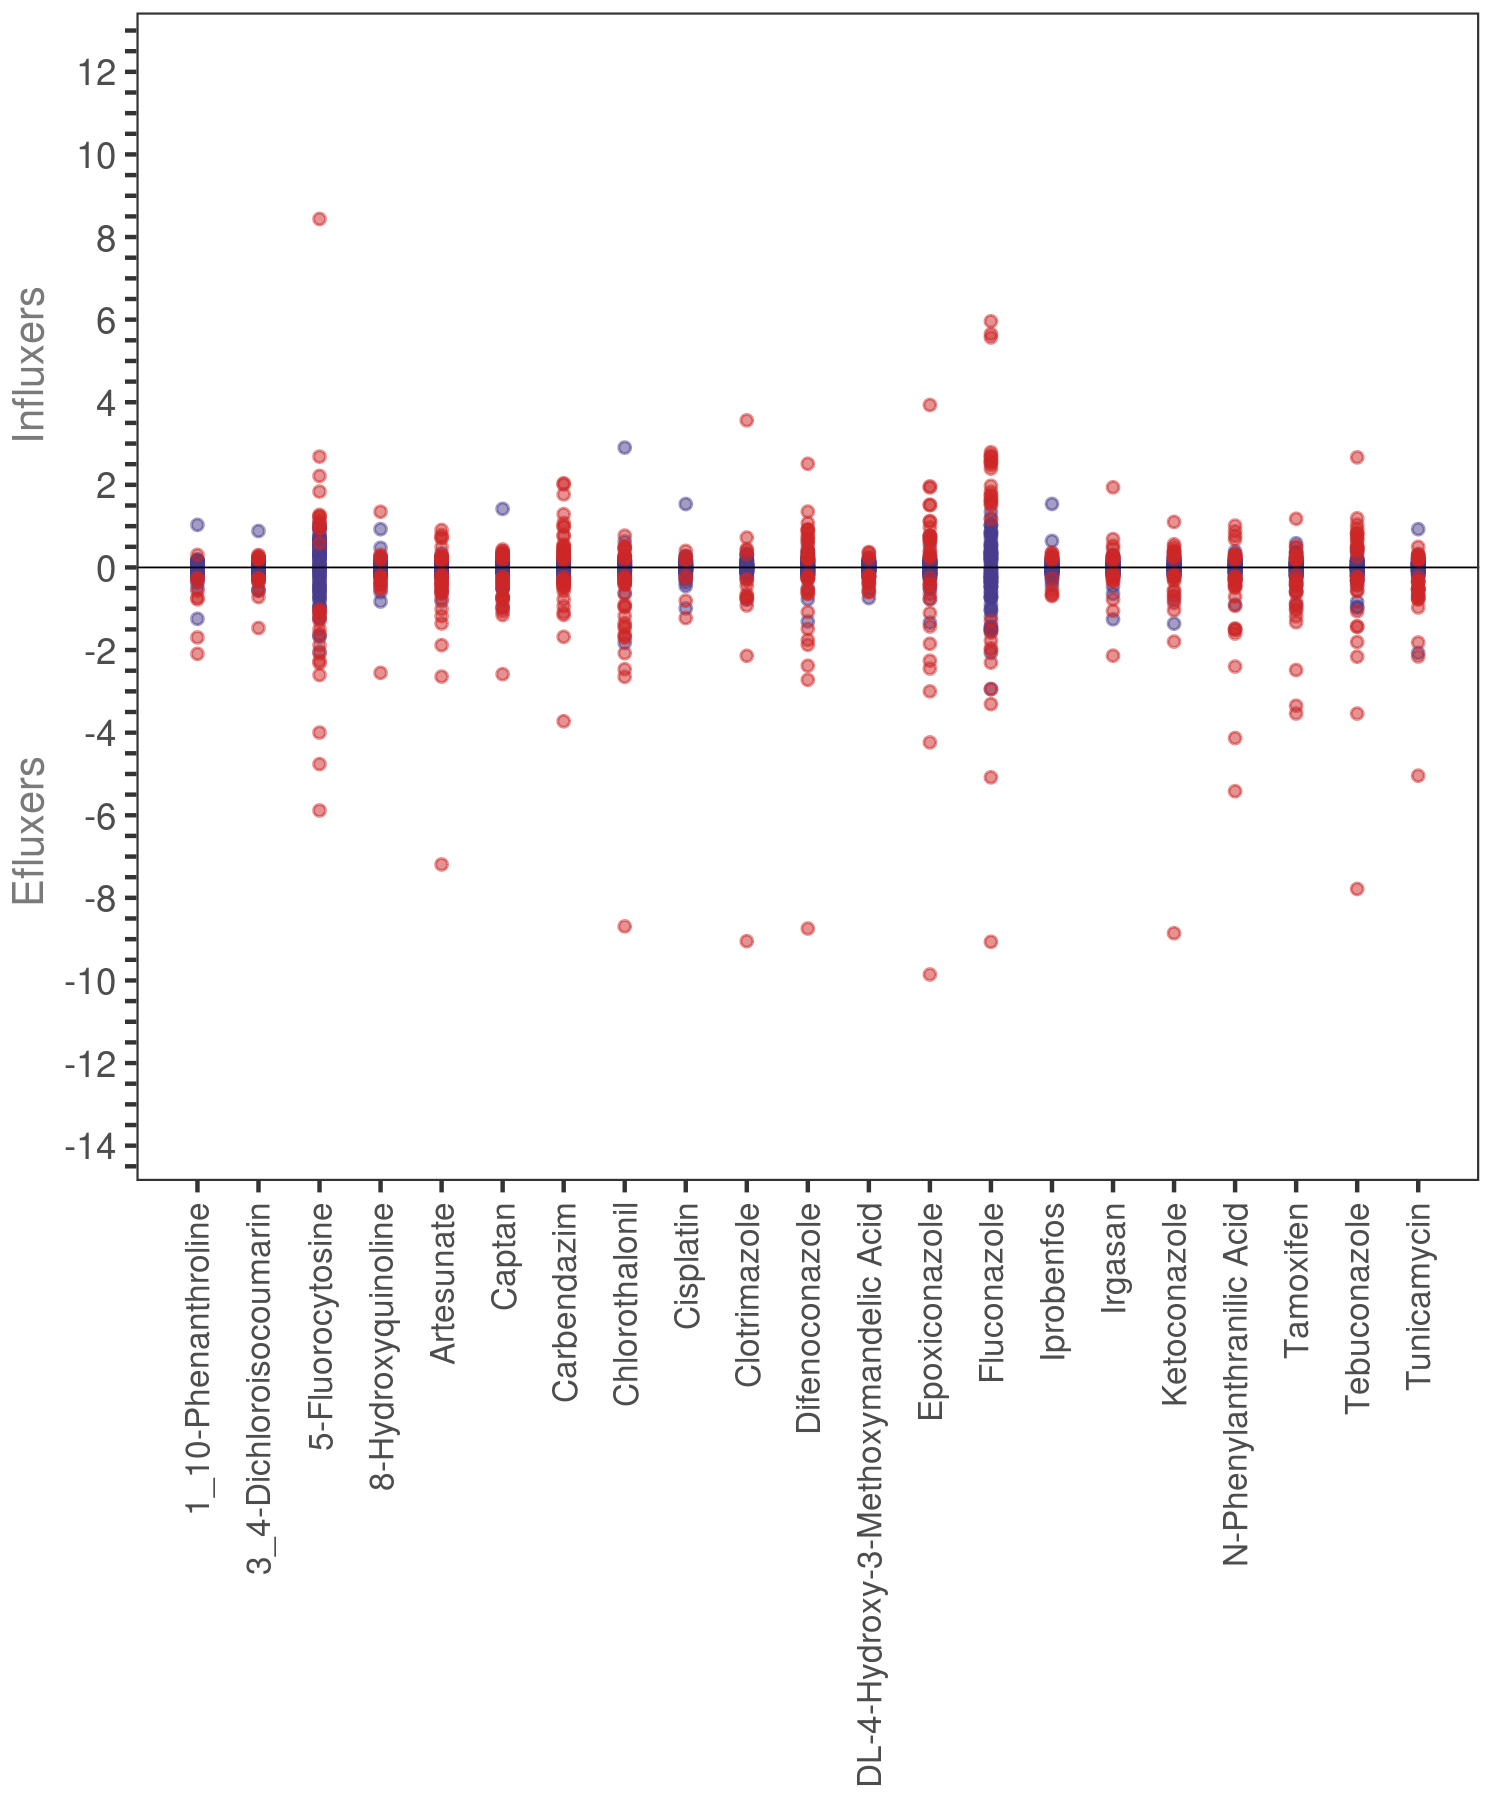 Influxers
Efluxers
12
10
8
6
4
2
0
-2
-4
-6
-8
-10
-12
-14
1_10-Phenanthroline
3_4-Dichloroisocoumarin
5-Fluorocytosine
8-Hydroxyquinoline
Artesunate
Captan
Carbendazim
Chlorothalonil
Cisplatin
Clotrimazole
Difenoconazole
DL-4-Hydroxy-3-Methoxymandelic Acid
Epoxiconazole
Fluconazole
Iprobenfos
Irgasan
Ketoconazole
N-Phenylanthranilic Acid
Tamoxifen
Tebuconazole
Tunicamycin